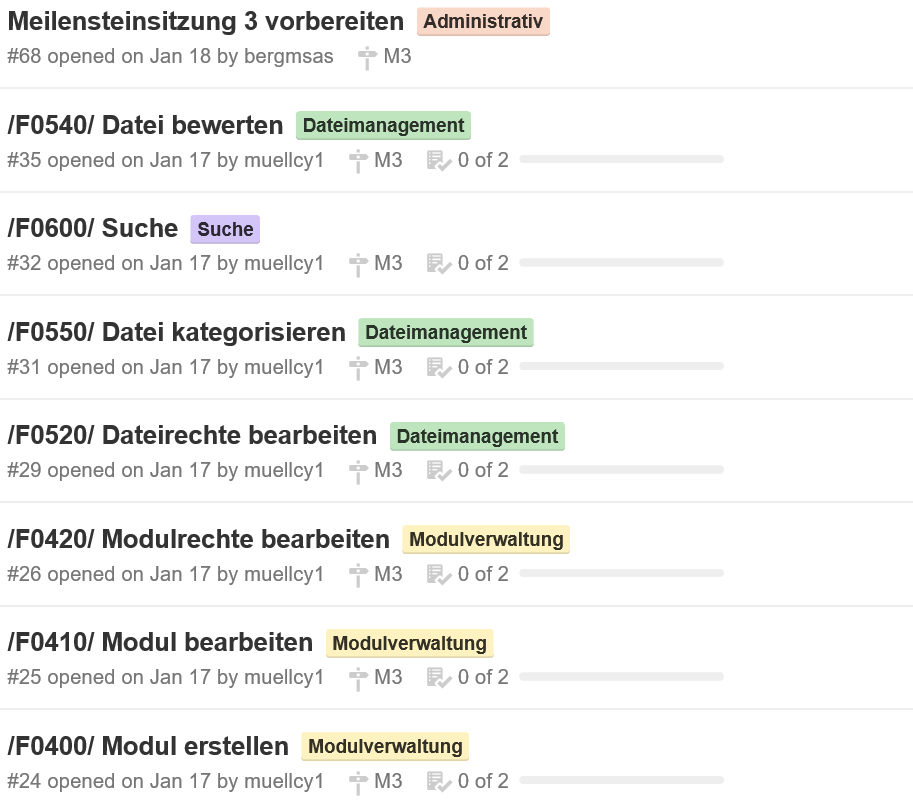 Meilensteinsitzung 3 vorbereiten Administrativ
#68 opened on Jan 18 by bergmsas M3
/F0540/ Datei bewerten Dateimanagement
#35 opened on Jan 17 by muellcy1 M3 0 of 2
/F0600/ Suche Suche
#32 opened on Jan 17 by muellcy1 M3 0 of 2
/F0550/ Datei kategorisieren Dateimanagement
#31 opened on Jan 17 by muellcy1 M3 0 of 2
/F0520/ Dateirechte bearbeiten Dateimanagement
#29 opened on Jan 17 by muellcy1 M3 0 of 2
/F0420/ Modulrechte bearbeiten Modulverwaltung
#26 opened on Jan 17 by muellcy1 M3 0 of 2
/F0410/ Modul bearbeiten Modulverwaltung
#25 opened on Jan 17 by muellcy1 M3 0 of 2
/F0400/ Modul erstellen Modulverwaltung
#24 opened on Jan 17 by muellcy1 M3 0 of 2